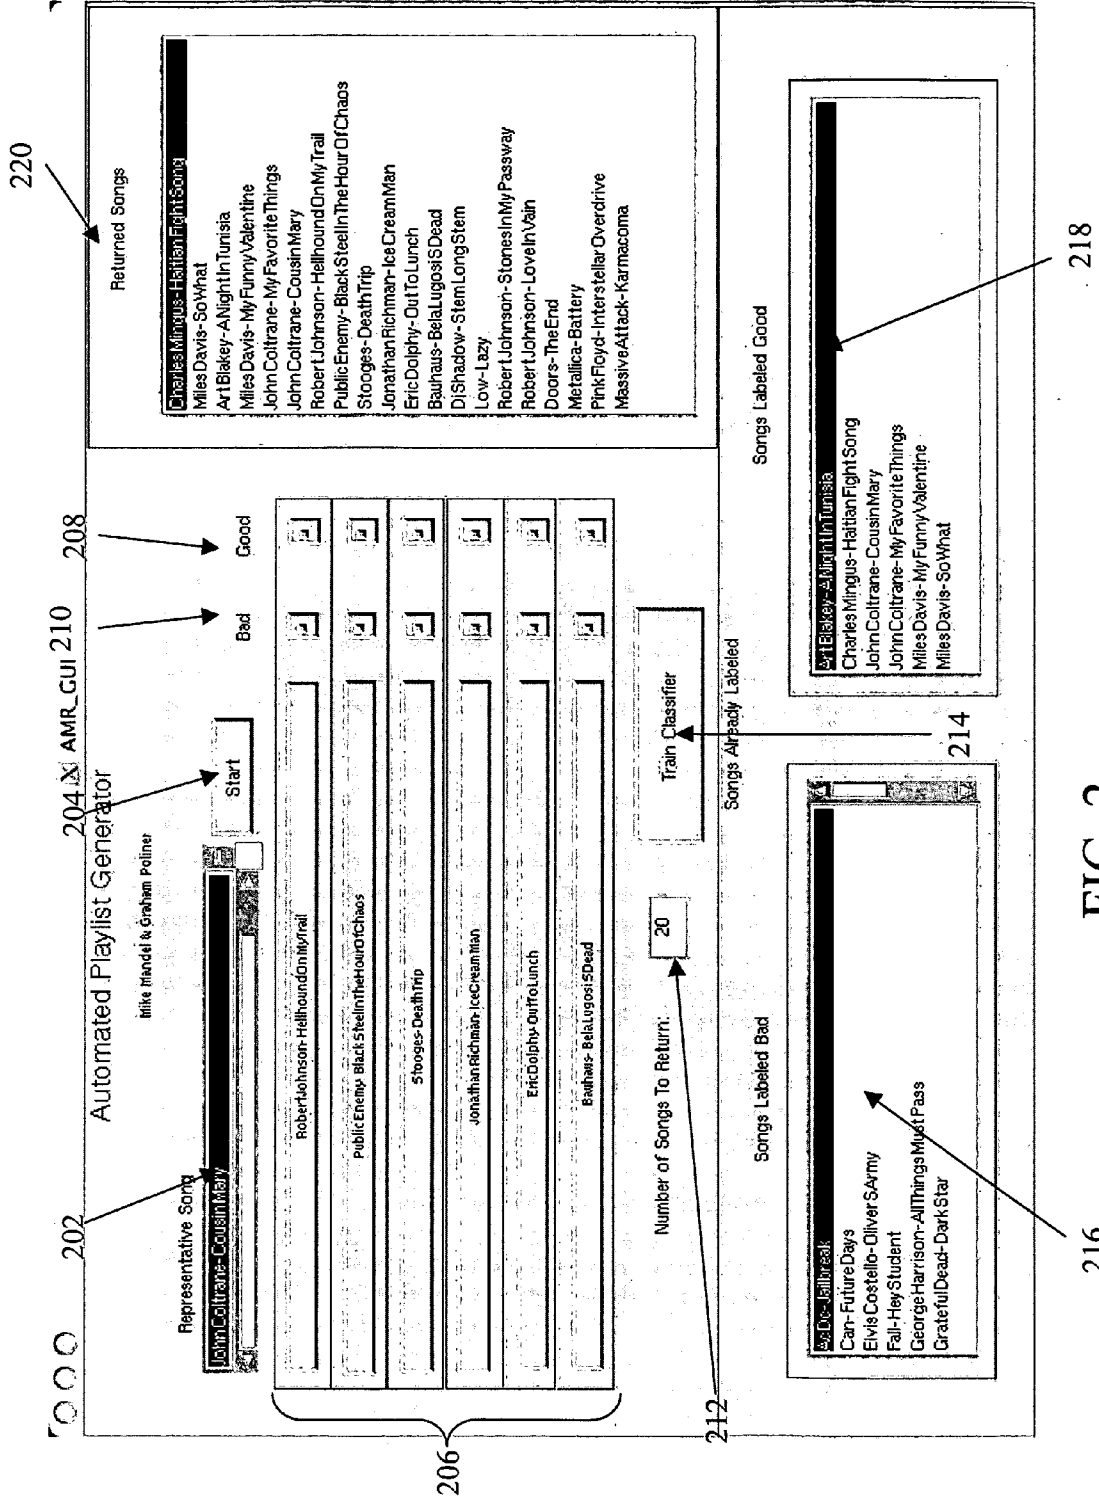 204 X AMR_GUI 210 208 220
Automated Playlist Generator
Mike Mandel & Graham Poliner
202
Representative Song
JohnColtrane-CousinMary
Start
Bad
Good
RobertJohnson-HellhoundOnMyTrail
PublicEnemy-BlackSteelInTheHourOfChaos
Stooges-DeathTrip
JonathanRichman-IceCreamMan
EricDolphy-OutToLunch
Bauhaus-BelaLugosiSDead
206
Number of Songs To Return:
20
Train Classifier
212
Returned Songs
CharlesMingus-HaitianFightSong
MilesDavis-SoWhat
ArtBlakey-ANightInTunisia
MilesDavis-MyFunnyValentine
JohnColtrane-MyFavoriteThings
JohnColtrane-CousinMary
RobertJohnson-HellhoundOnMyTrail
PublicEnemy-BlackSteelInTheHourOfChaos
Stooges-DeathTrip
JonathanRichman-IceCreamMan
EricDolphy-OutToLunch
Bauhaus-BelaLugosiSDead
DjShadow-StemLongStem
Low-Lazy
RobertJohnson-StonesInMyPassway
RobertJohnson-LoveInVain
Doors-TheEnd
Metallica-Battery
PinkFloyd-InterstellarOverdrive
MassiveAttack-Karmacoma
Songs Already Labeled
Songs Labeled Bad
AcDc-Jailbreak
Can-FutureDays
ElvisCostello-OliverSArmy
Fall-HeyStudent
GeorgeHarrison-AllThingsMustPass
GratefulDead-DarkStar
Songs Labeled Good
ArtBlakey-ANightInTunisia
CharlesMingus-HaitianFightSong
JohnColtrane-CousinMary
JohnColtrane-MyFavoriteThings
MilesDavis-MyFunnyValentine
MilesDavis-SoWhat
216
214
218
FIG. 2